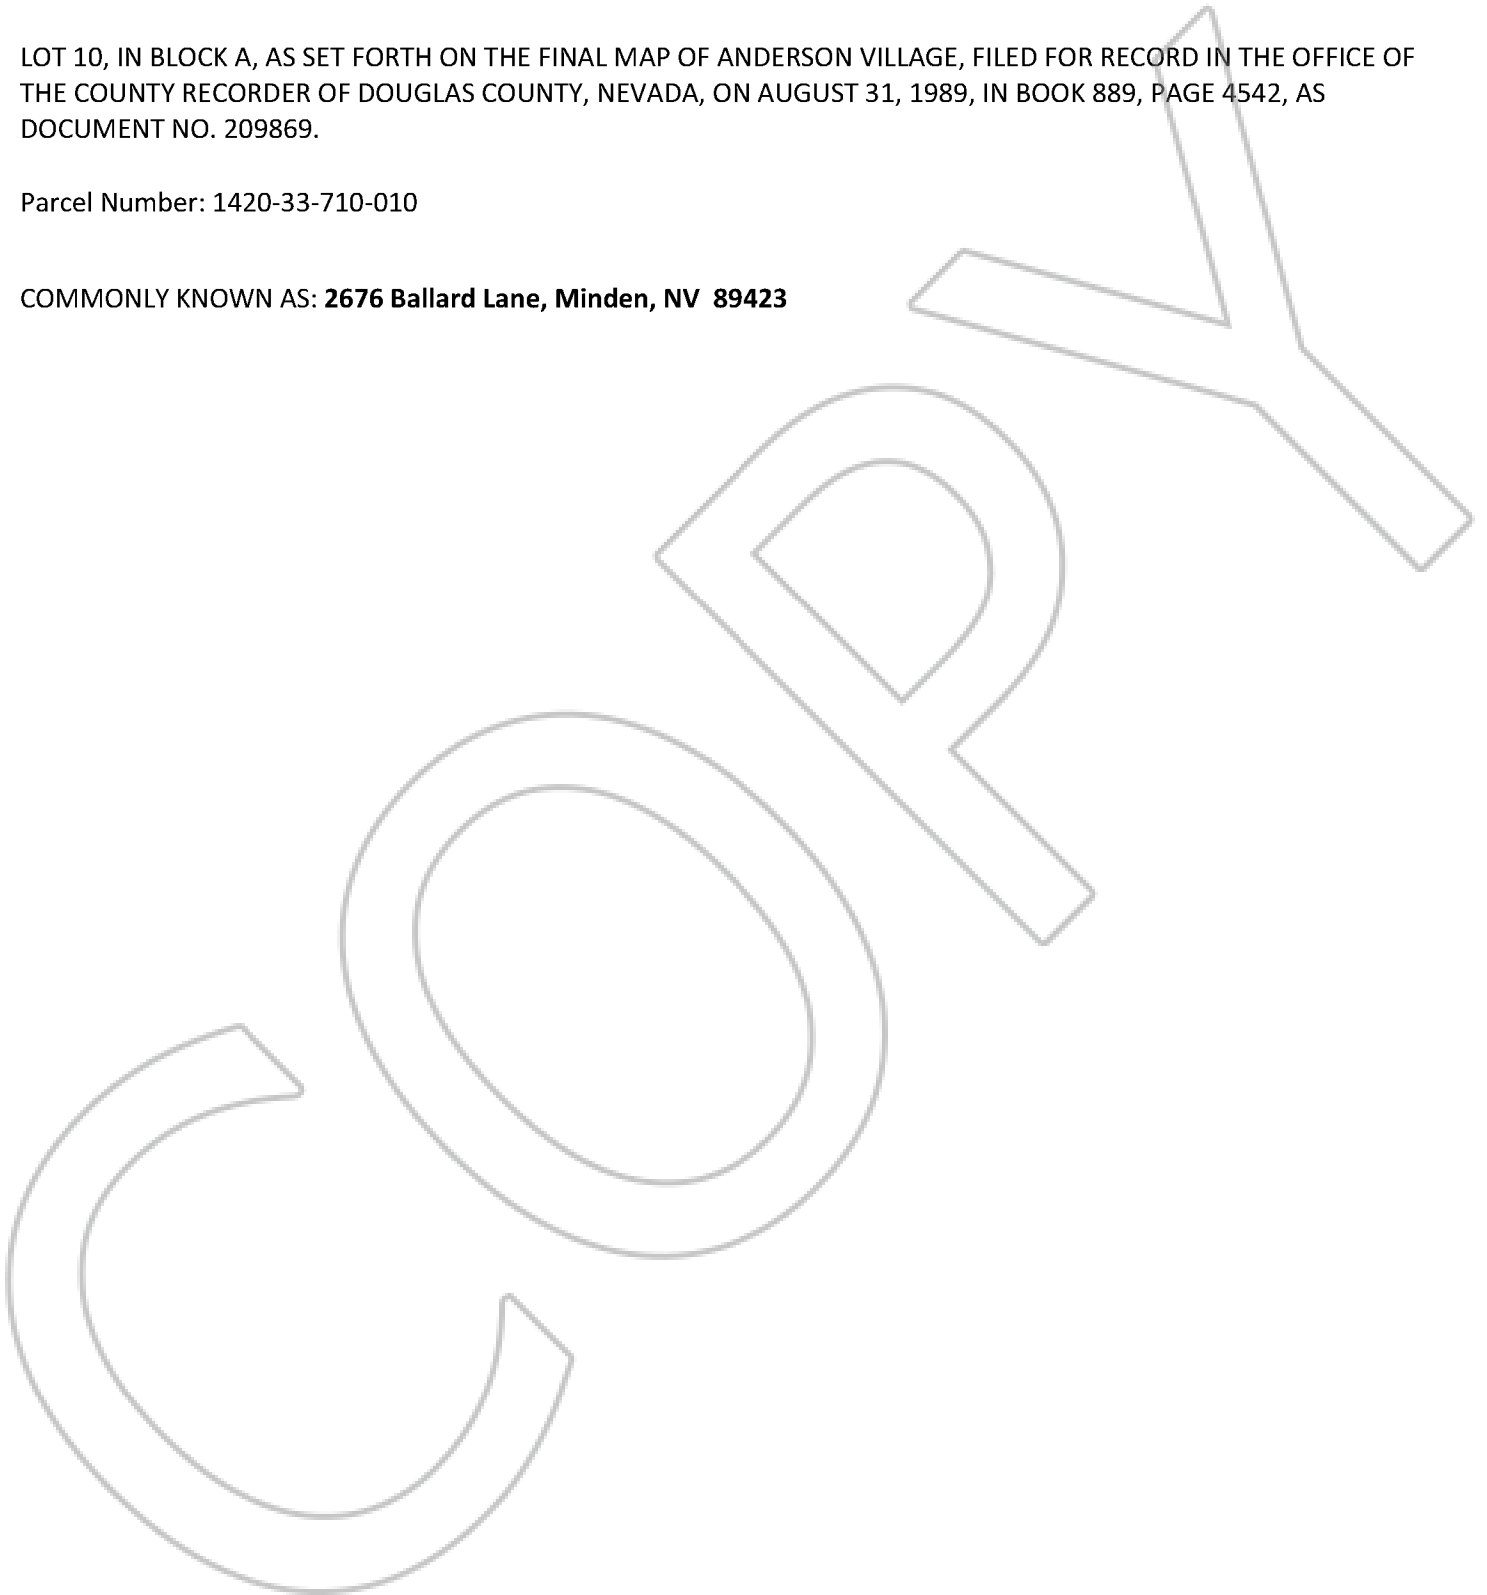 LOT 10, IN BLOCK A, AS SET FORTH ON THE FINAL MAP OF ANDERSON VILLAGE, FILED FOR RECORD IN THE OFFICE OF
THE COUNTY RECORDER OF DOUGLAS COUNTY, NEVADA, ON AUGUST 31, 1989, IN BOOK 889, PAGE 4542, AS
DOCUMENT NO. 209869.
Parcel Number: 1420-33-710-010
COMMONLY KNOWN AS: 2676 Ballard Lane, Minden, NV  89423
COPY